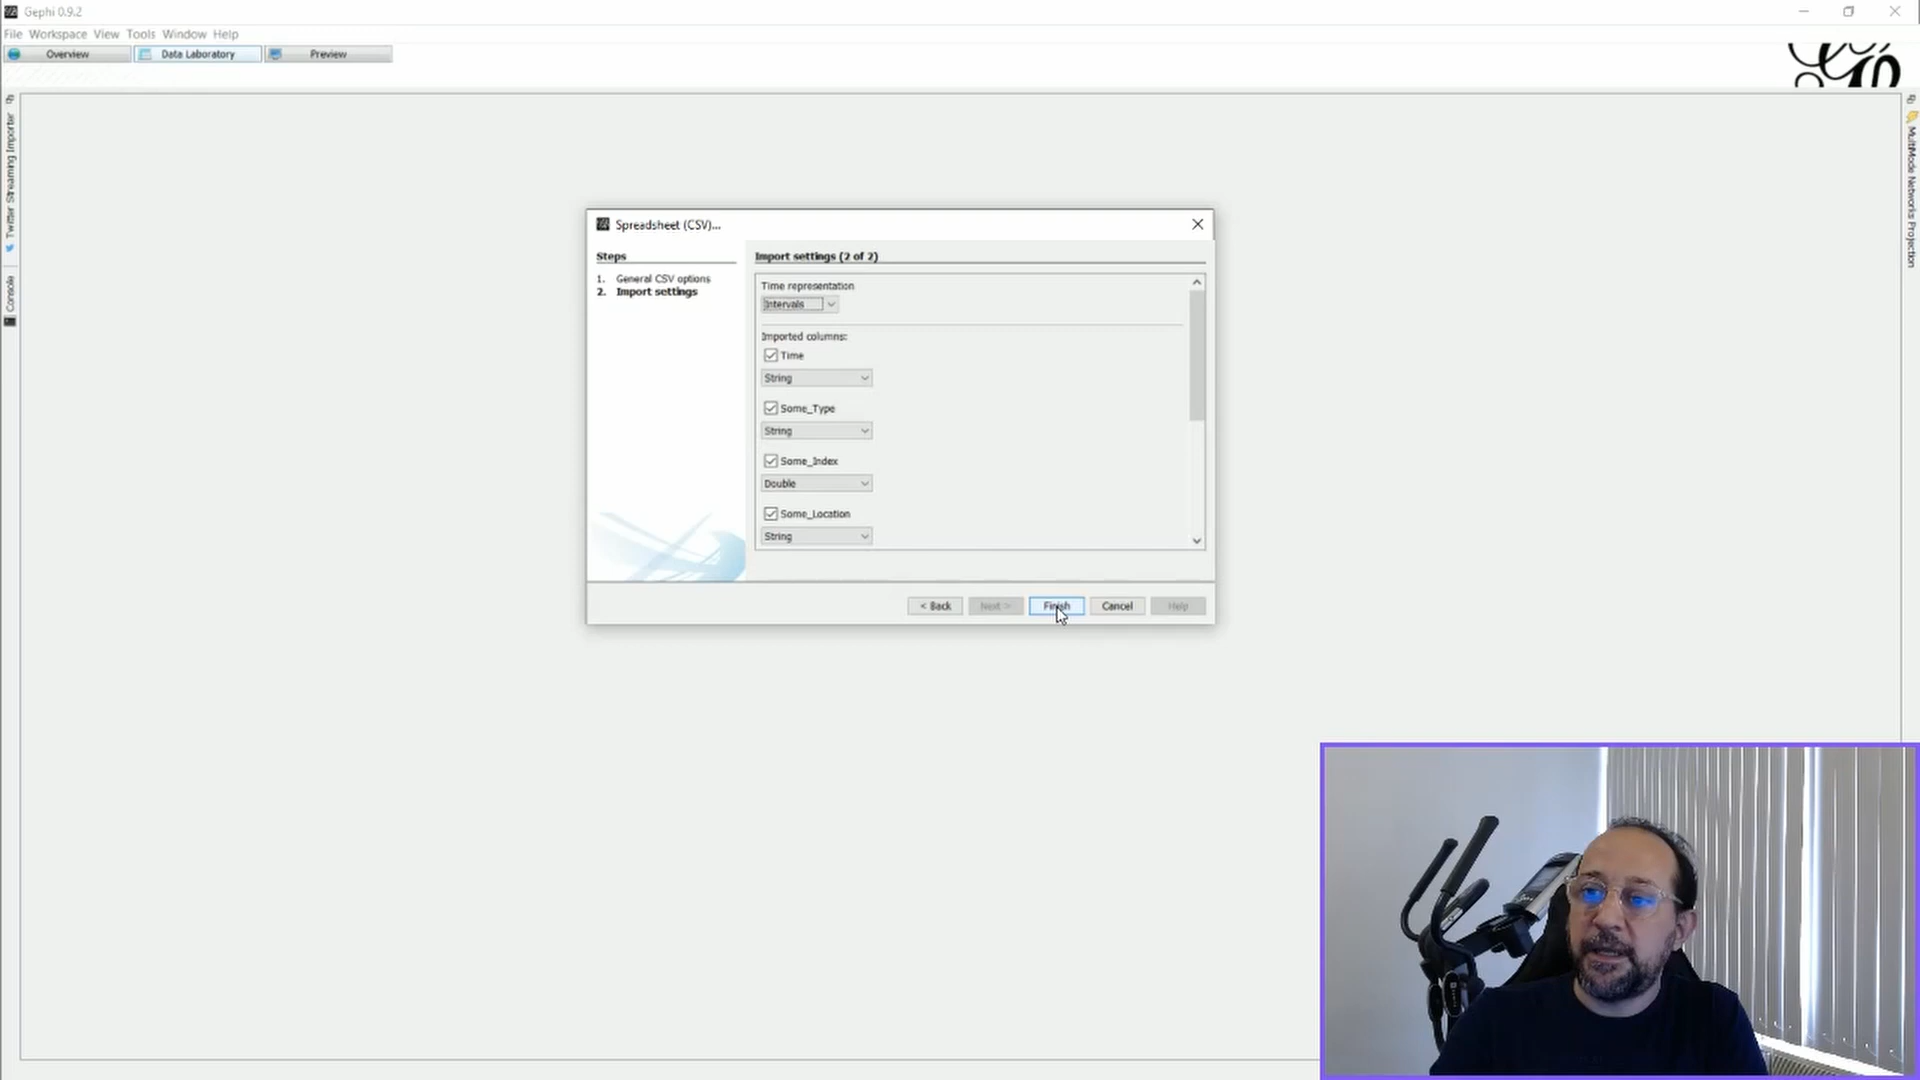 Gephi 0.9.2
File Workspace View Tools Window Help
Overview Data Laboratory Preview
Twitter Streaming Importer
Console
MultiMode Networks Projection
Spreadsheet (CSV)...
Steps
1. General CSV options
2. Import settings
Import settings (2 of 2)
Time representation
Intervals
Imported columns:
Time
String
Some_Type
String
Some_Index
Double
Some_Location
String
< Back Next > Finish Cancel Help